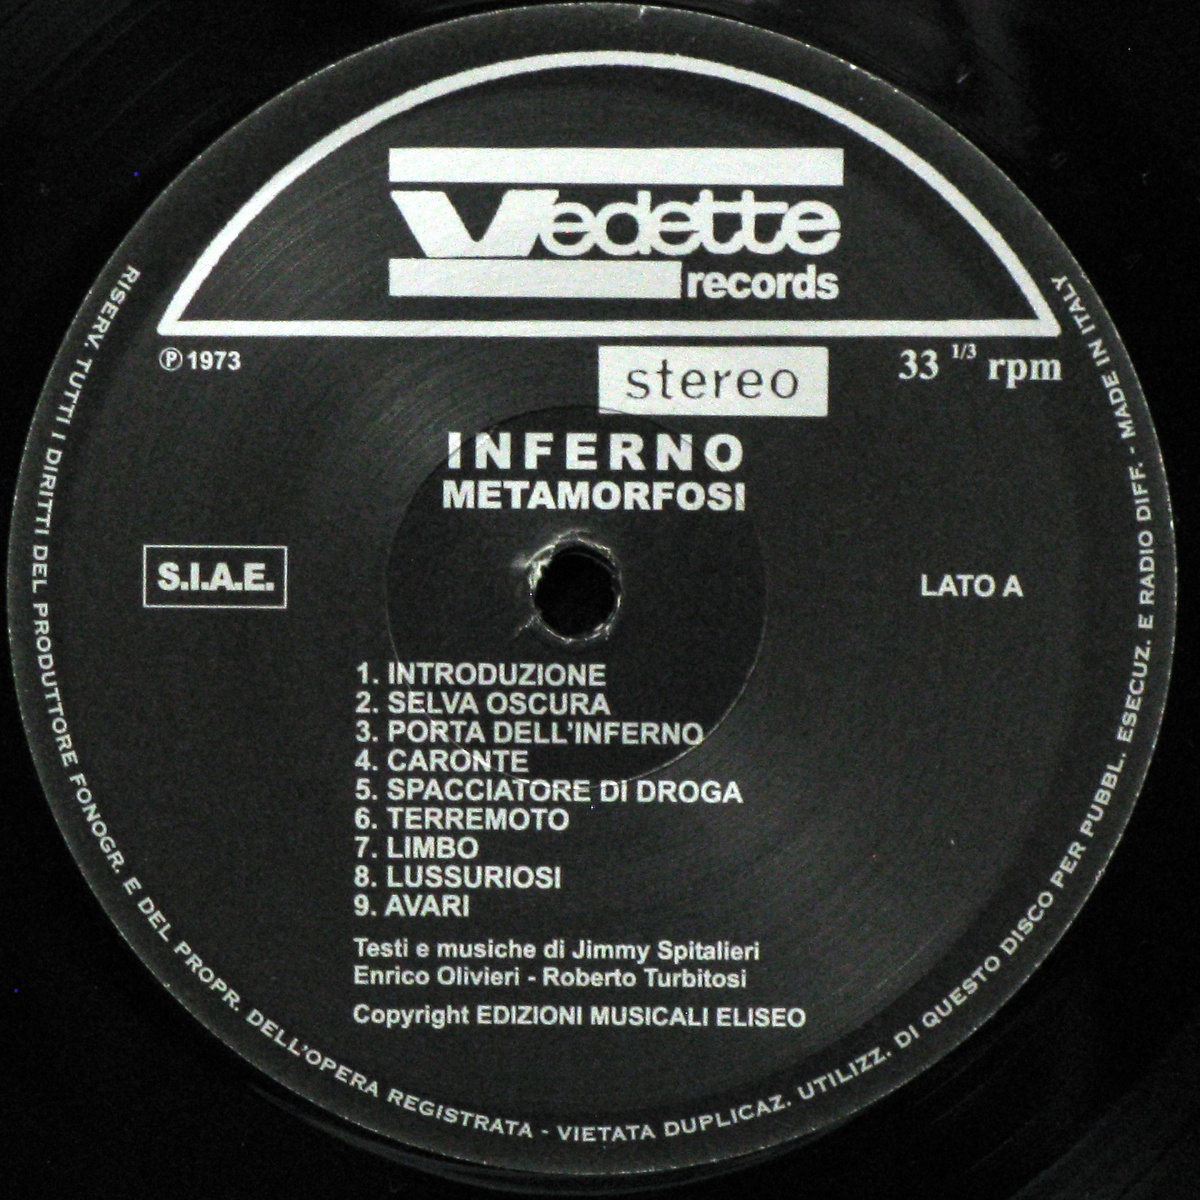 Vedette
records
℗ 1973
stereo
33 1/3 rpm
INFERNO
METAMORFOSI
S.I.A.E.
LATO A
1. INTRODUZIONE
2. SELVA OSCURA
3. PORTA DELL'INFERNO
4. CARONTE
5. SPACCIATORE DI DROGA
6. TERREMOTO
7. LIMBO
8. LUSSURIOSI
9. AVARI
Testi e musiche di Jimmy Spitalieri
Enrico Olivieri - Roberto Turbitosi
Copyright EDIZIONI MUSICALI ELISEO
RISERV. TUTTI I DIRITTI DEL PRODUTTORE FONOGR. E DEL PROPR. DELL'OPERA REGISTRATA - VIETATA DUPLICAZ. UTILIZZ. DI QUESTO DISCO PER PUBBL. ESECUZ. E RADIO DIFF. - MADE IN ITALY